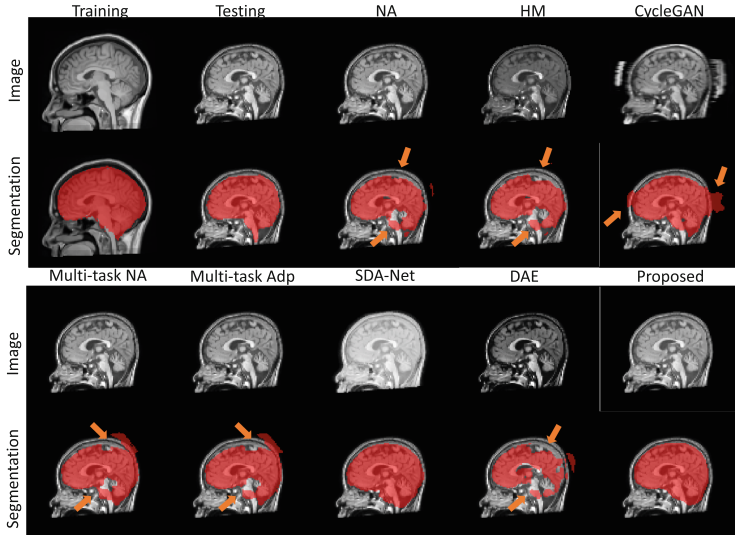 Training Testing NA HM CycleGAN
Image
Segmentation
Multi-task NA Multi-task Adp SDA-Net DAE Proposed
Image
Segmentation